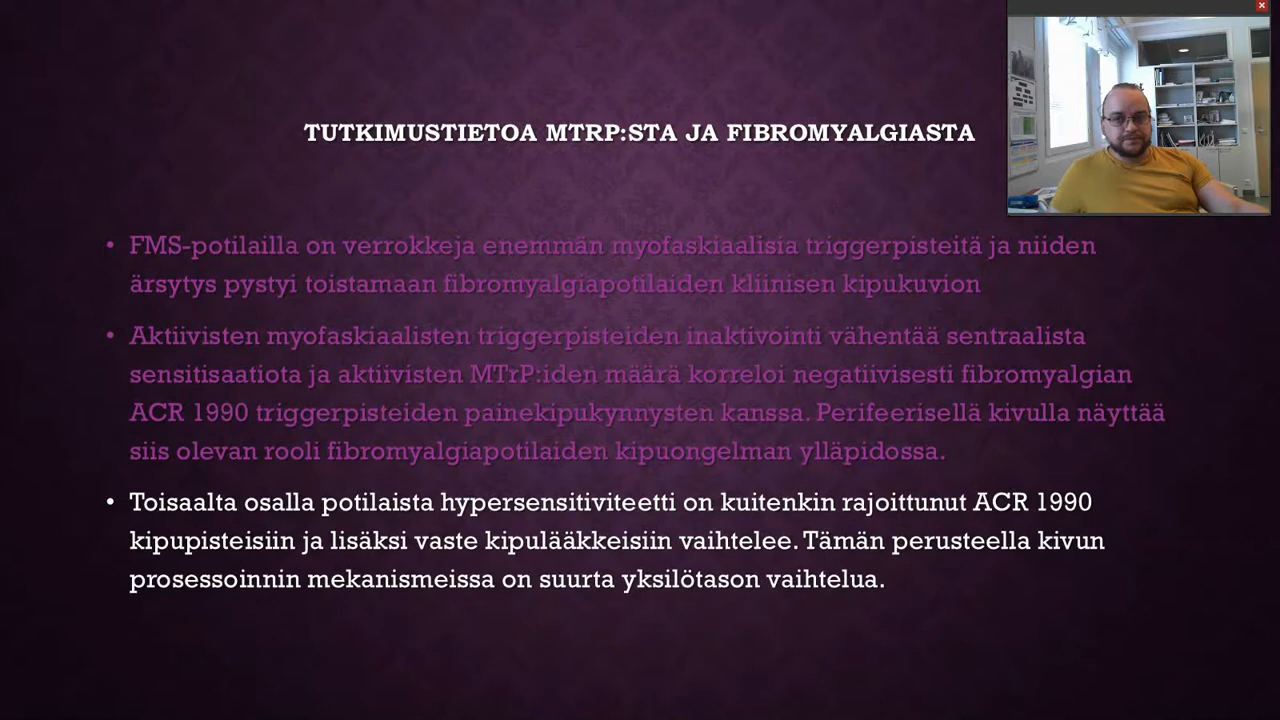 TUTKIMUSTIETOA MTRP:STA JA FIBROMYALGIASTA
• FMS-potilailla on verrokkeja enemmän myofaskiaalisia triggerpisteitä ja niiden
ärsytys pystyi toistamaan fibromyalgiapotilaiden kliinisen kipukuvion
• Aktiivisten myofaskiaalisten triggerpisteiden inaktivointi vähentää sentraalista
sensitisaatiota ja aktiivisten MTrP:iden määrä korreloi negatiivisesti fibromyalgian
ACR 1990 triggerpisteiden painekipukynnysten kanssa. Perifeerisellä kivulla näyttää
siis olevan rooli fibromyalgiapotilaiden kipuongelman ylläpidossa.
• Toisaalta osalla potilaista hypersensitiviteetti on kuitenkin rajoittunut ACR 1990
kipupisteisiin ja lisäksi vaste kipulääkkeisiin vaihtelee. Tämän perusteella kivun
prosessoinnin mekanismeissa on suurta yksilötason vaihtelua.